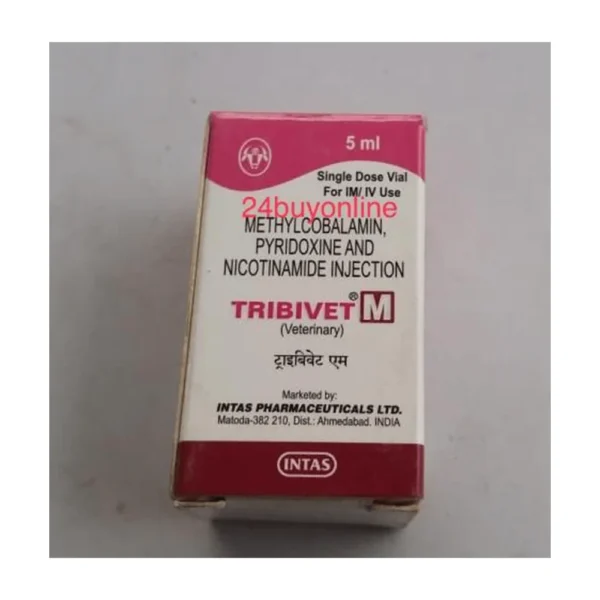 5 ml
Single Dose Vial
For IM/ IV Use
24buyonline
METHYLCOBALAMIN,
PYRIDOXINE AND
NICOTINAMIDE INJECTION
TRIBIVET® M
(Veterinary)
ट्राइबिवेट एम
Marketed by:
INTAS PHARMACEUTICALS LTD.
Matoda-382 210, Dist.: Ahmedabad. INDIA
INTAS